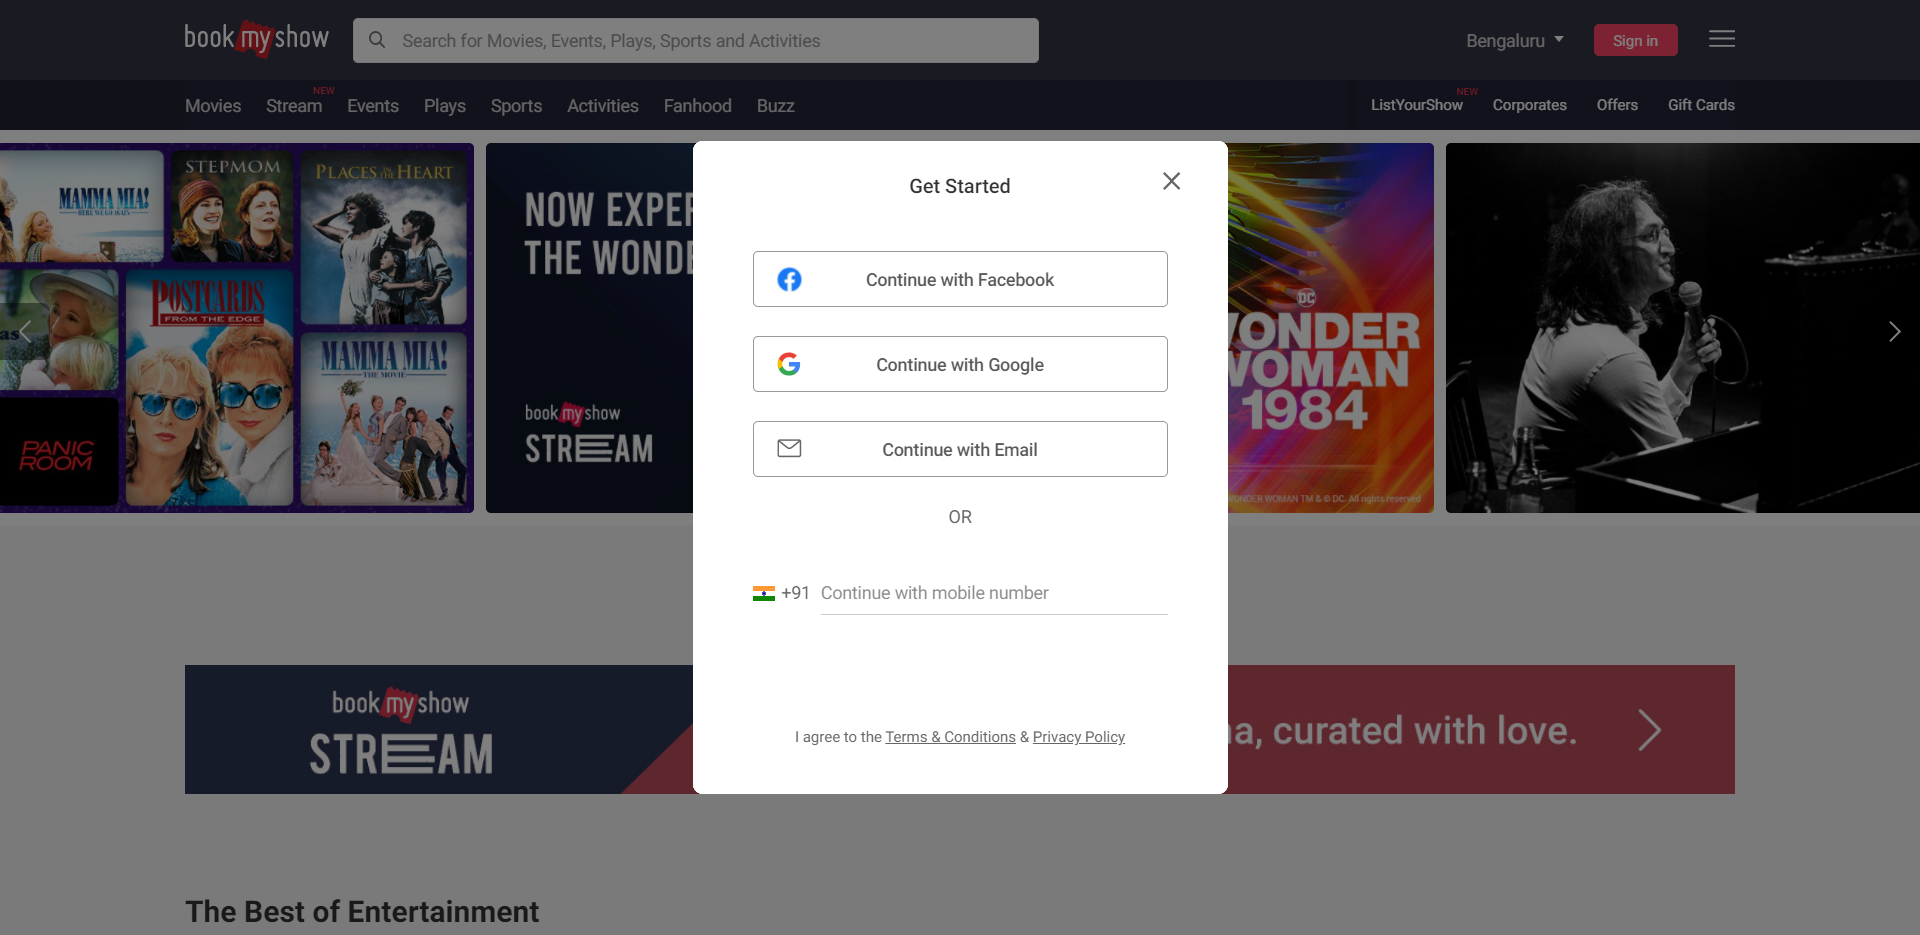 book my show
Search for Movies, Events, Plays, Sports and Activities
Bengaluru
Sign in
Movies
Stream
NEW
Events
Plays
Sports
Activities
Fanhood
Buzz
ListYourShow
NEW
Corporates
Offers
Gift Cards
MAMMA MIA!
HERE WE GO AGAIN
STEPMOM
PLACES IN THE HEART
POSTCARDS
FROM THE EDGE
MAMMA MIA!
THE MOVIE
PANIC
ROOM
NOW EXPER
THE WONDE
book my show
STREAM
DC
WONDER
WOMAN
1984
WONDER WOMAN TM & © DC. All rights reserved
Get Started
Continue with Facebook
Continue with Google
Continue with Email
OR
+91 Continue with mobile number
I agree to the Terms & Conditions & Privacy Policy
book my show
STREAM
a, curated with love.
The Best of Entertainment